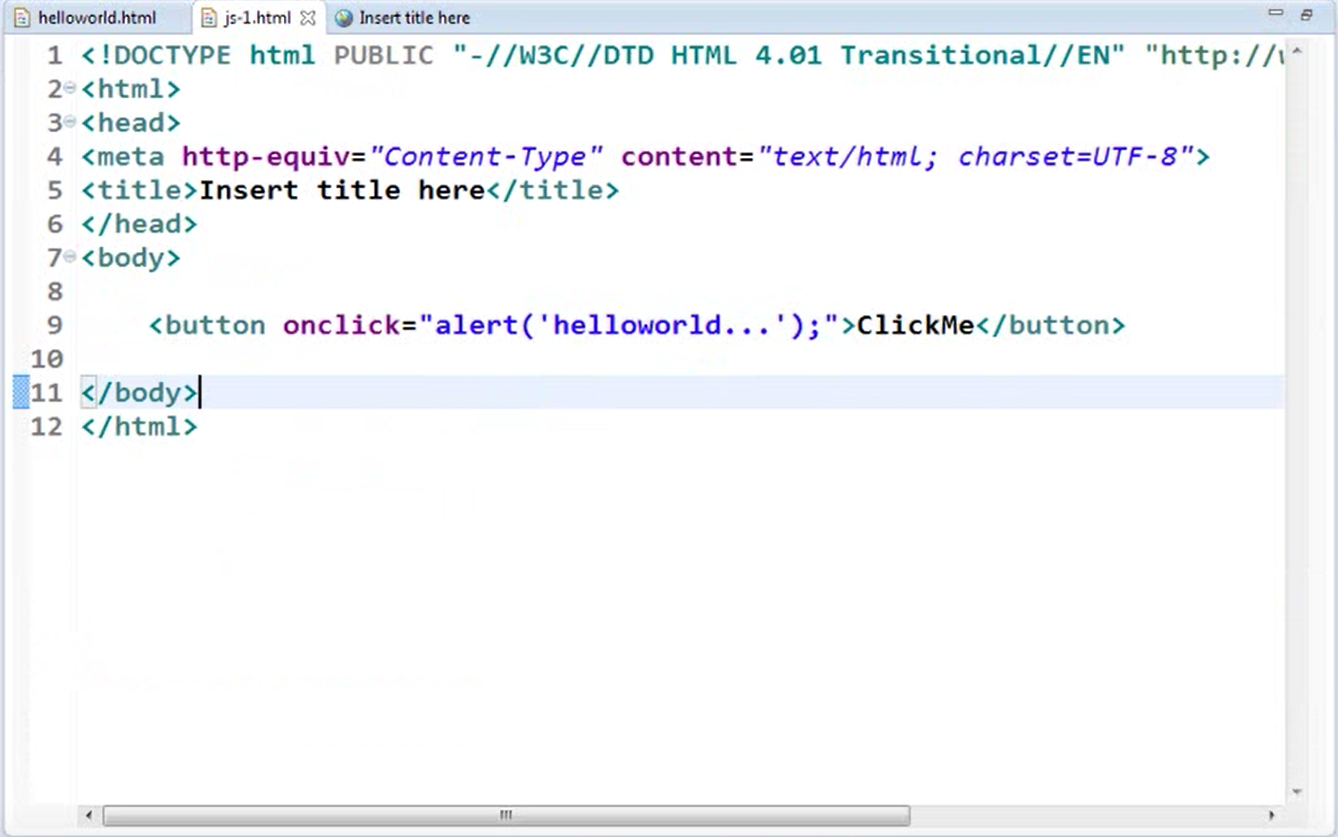 helloworld.html js-1.html Insert title here
1 <!DOCTYPE html PUBLIC "-//W3C//DTD HTML 4.01 Transitional//EN" "http://
2 <html>
3 <head>
4 <meta http-equiv="Content-Type" content="text/html; charset=UTF-8">
5 <title>Insert title here</title>
6 </head>
7 <body>
8
9 <button onclick="alert('helloworld...');">ClickMe</button>
10
11 </body>
12 </html>